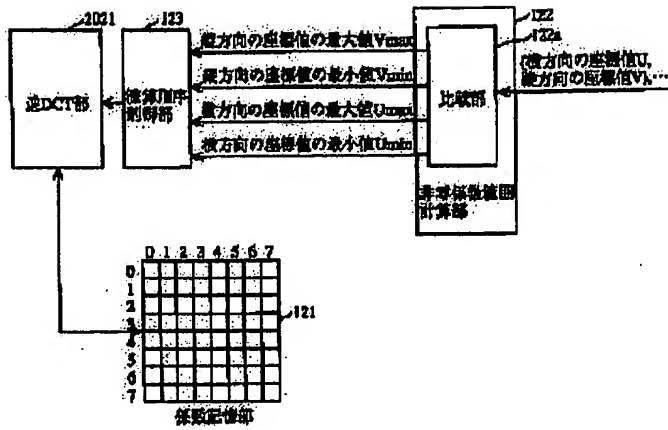 2021
123
122
122a
逆DCT部
演算順序
制御部
縦方向の座標値の最大値Vmax
縦方向の座標値の最小値Vmin
横方向の座標値の最大値Umax
横方向の座標値の最小値Umin
比較部
(横方向の座標値U,
縦方向の座標値V),…
非零係数範囲
計算部
0 1 2 3 4 5 6 7
0
1
2
3
4
5
6
7
121
係数記憶部